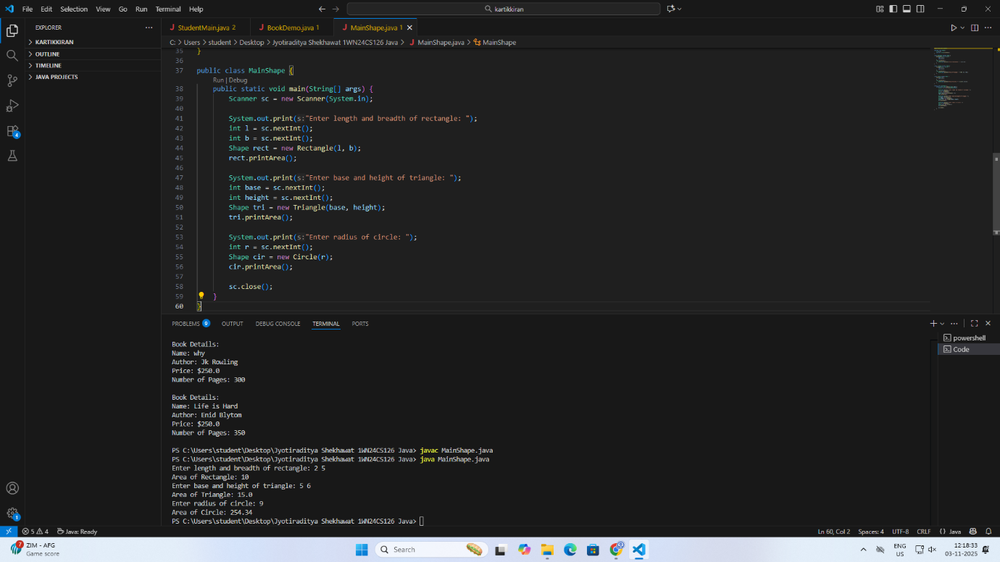 File Edit Selection View Go Run Terminal Help
kartikkiran
EXPLORER
KARTIKKIRAN
OUTLINE
TIMELINE
JAVA PROJECTS
4
1
StudentMain.java 2
BookDemo.java 1
MainShape.java 1
C: > Users > student > Desktop > Jyotiraditya Shekhawat 1WN24CS126 Java > MainShape.java > MainShape
35 }
36
37 public class MainShape {
Run | Debug
38 public static void main(String[] args) {
39 Scanner sc = new Scanner(System.in);
40
41 System.out.print(s:"Enter length and breadth of rectangle: ");
42 int l = sc.nextInt();
43 int b = sc.nextInt();
44 Shape rect = new Rectangle(l, b);
45 rect.printArea();
46
47 System.out.print(s:"Enter base and height of triangle: ");
48 int base = sc.nextInt();
49 int height = sc.nextInt();
50 Shape tri = new Triangle(base, height);
51 tri.printArea();
52
53 System.out.print(s:"Enter radius of circle: ");
54 int r = sc.nextInt();
55 Shape cir = new Circle(r);
56 cir.printArea();
57
58 sc.close();
59 }
60 }
PROBLEMS 9 OUTPUT DEBUG CONSOLE TERMINAL PORTS
powershell
Code
Book Details:
Name: why
Author: Jk Rowling
Price: $250.0
Number of Pages: 300
Book Details:
Name: Life is Hard
Author: Enid Blytom
Price: $250.0
Number of Pages: 350
PS C:\Users\student\Desktop\Jyotiraditya Shekhawat 1WN24CS126 Java> javac MainShape.java
PS C:\Users\student\Desktop\Jyotiraditya Shekhawat 1WN24CS126 Java> java MainShape.java
Enter length and breadth of rectangle: 2 5
Area of Rectangle: 10
Enter base and height of triangle: 5 6
Area of Triangle: 15.0
Enter radius of circle: 9
Area of Circle: 254.34
PS C:\Users\student\Desktop\Jyotiraditya Shekhawat 1WN24CS126 Java>
5 4 Java: Ready
Ln 60, Col 2 Spaces: 4 UTF-8 CRLF {} Java
7
ZIM - AFG
Game score
Search
ENG
US
12:18:33
03-11-2025